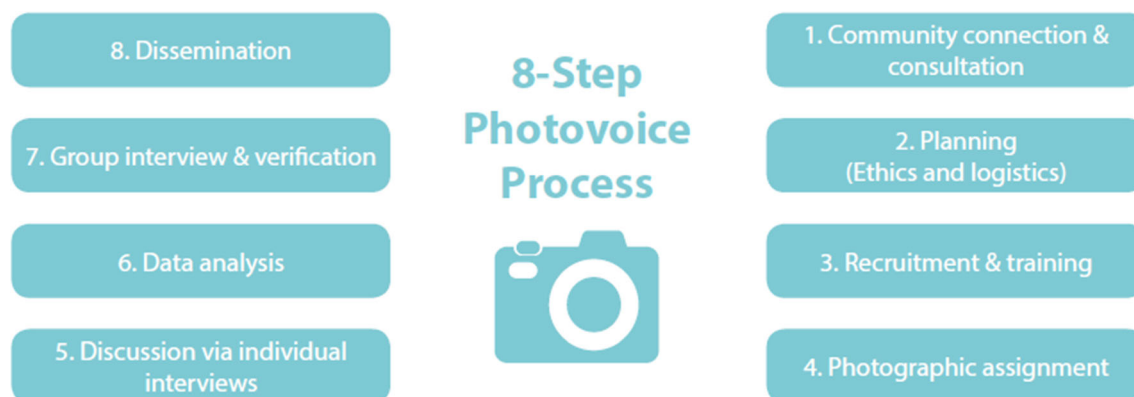 8-Step
Photovoice
Process
1. Community connection &
consultation
2. Planning
(Ethics and logistics)
3. Recruitment & training
4. Photographic assignment
5. Discussion via individual
interviews
6. Data analysis
7. Group interview & verification
8. Dissemination